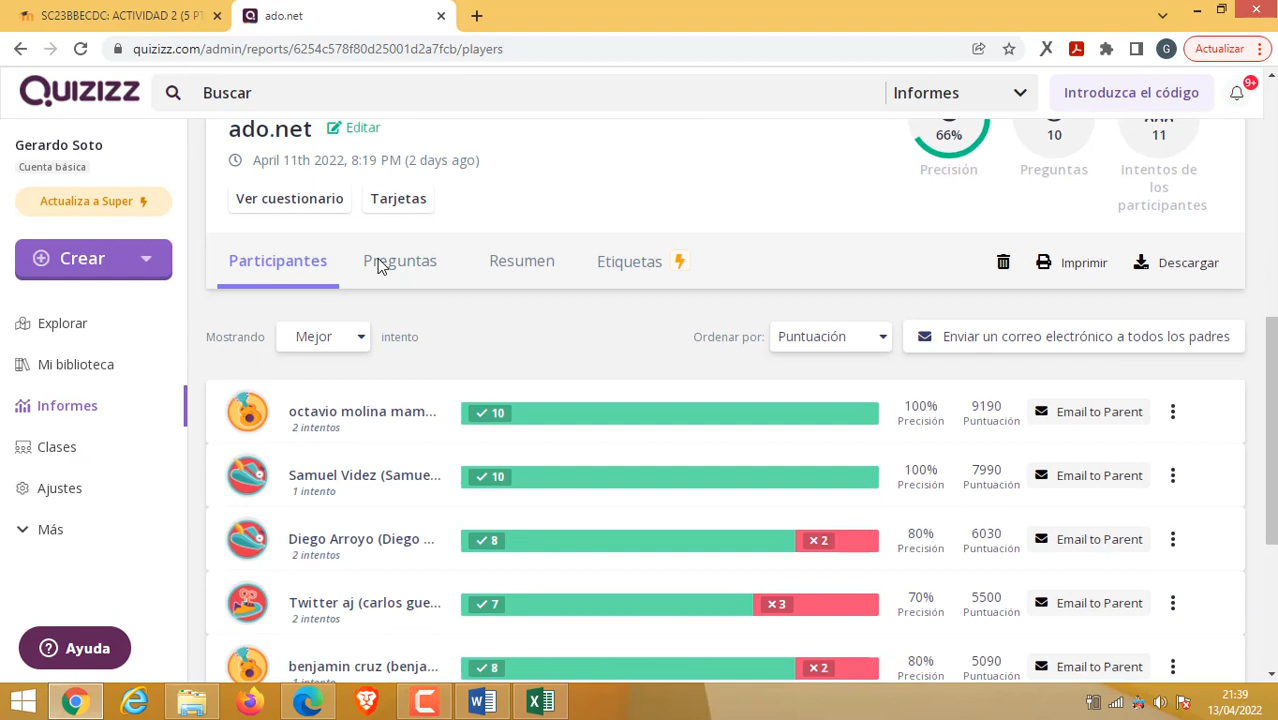 SC23BBECDC: ACTIVIDAD 2 (5 PT
ado.net
quizizz.com/admin/reports/6254c578f80d25001d2a7fcb/players
G
Actualizar
QUIZIZZ
Buscar
Informes
Introduzca el código
9+
Gerardo Soto
Cuenta básica
Actualiza a Super
Crear
Explorar
Mi biblioteca
Informes
Clases
Ajustes
Más
Ayuda
ado.net
Editar
April 11th 2022, 8:19 PM (2 days ago)
Ver cuestionario
Tarjetas
66%
Precisión
10
Preguntas
11
Intentos de
los
participantes
Participantes
Preguntas
Resumen
Etiquetas
Imprimir
Descargar
Mostrando
Mejor
intento
Ordenar por:
Puntuación
Enviar un correo electrónico a todos los padres
octavio molina mam...
2 intentos
10
100%
Precisión
9190
Puntuación
Email to Parent
Samuel Videz (Samue...
1 intento
10
100%
Precisión
7990
Puntuación
Email to Parent
Diego Arroyo (Diego ...
2 intentos
8
2
80%
Precisión
6030
Puntuación
Email to Parent
Twitter aj (carlos gue...
2 intentos
7
3
70%
Precisión
5500
Puntuación
Email to Parent
benjamin cruz (benja...
8
2
80%
Precisión
5090
Puntuación
Email to Parent
21:39
13/04/2022